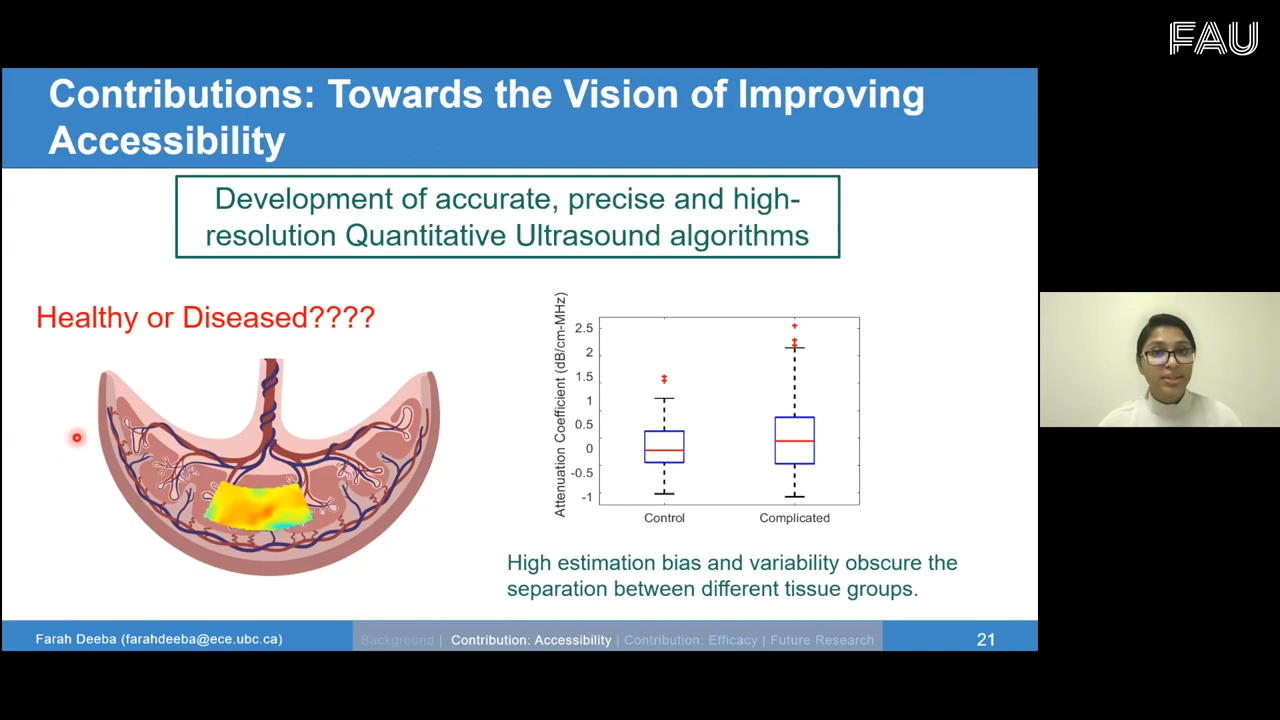 FAU
Contributions: Towards the Vision of Improving
Accessibility
Development of accurate, precise and high-
resolution Quantitative Ultrasound algorithms
Healthy or Diseased????
Attenuation Coefficient (dB/cm-MHz)
2.5
2
1.5
1
0.5
0
-0.5
-1
Control
Complicated
High estimation bias and variability obscure the
separation between different tissue groups.
Farah Deeba (farahdeeba@ece.ubc.ca)
Background | Contribution: Accessibility | Contribution: Efficacy | Future Research
21